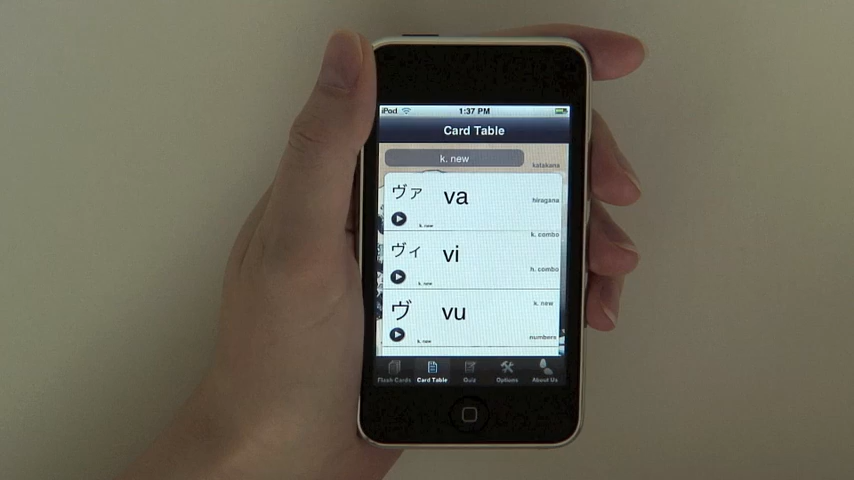 iPod 1:37 PM
Card Table
k. new
katakana
ヴァ va
hiragana
k. new
k. combo
ヴィ vi
h. combo
k. new
k. new
ヴ vu
numbers
k. new
Flash Cards Card Table Quiz Options About Us